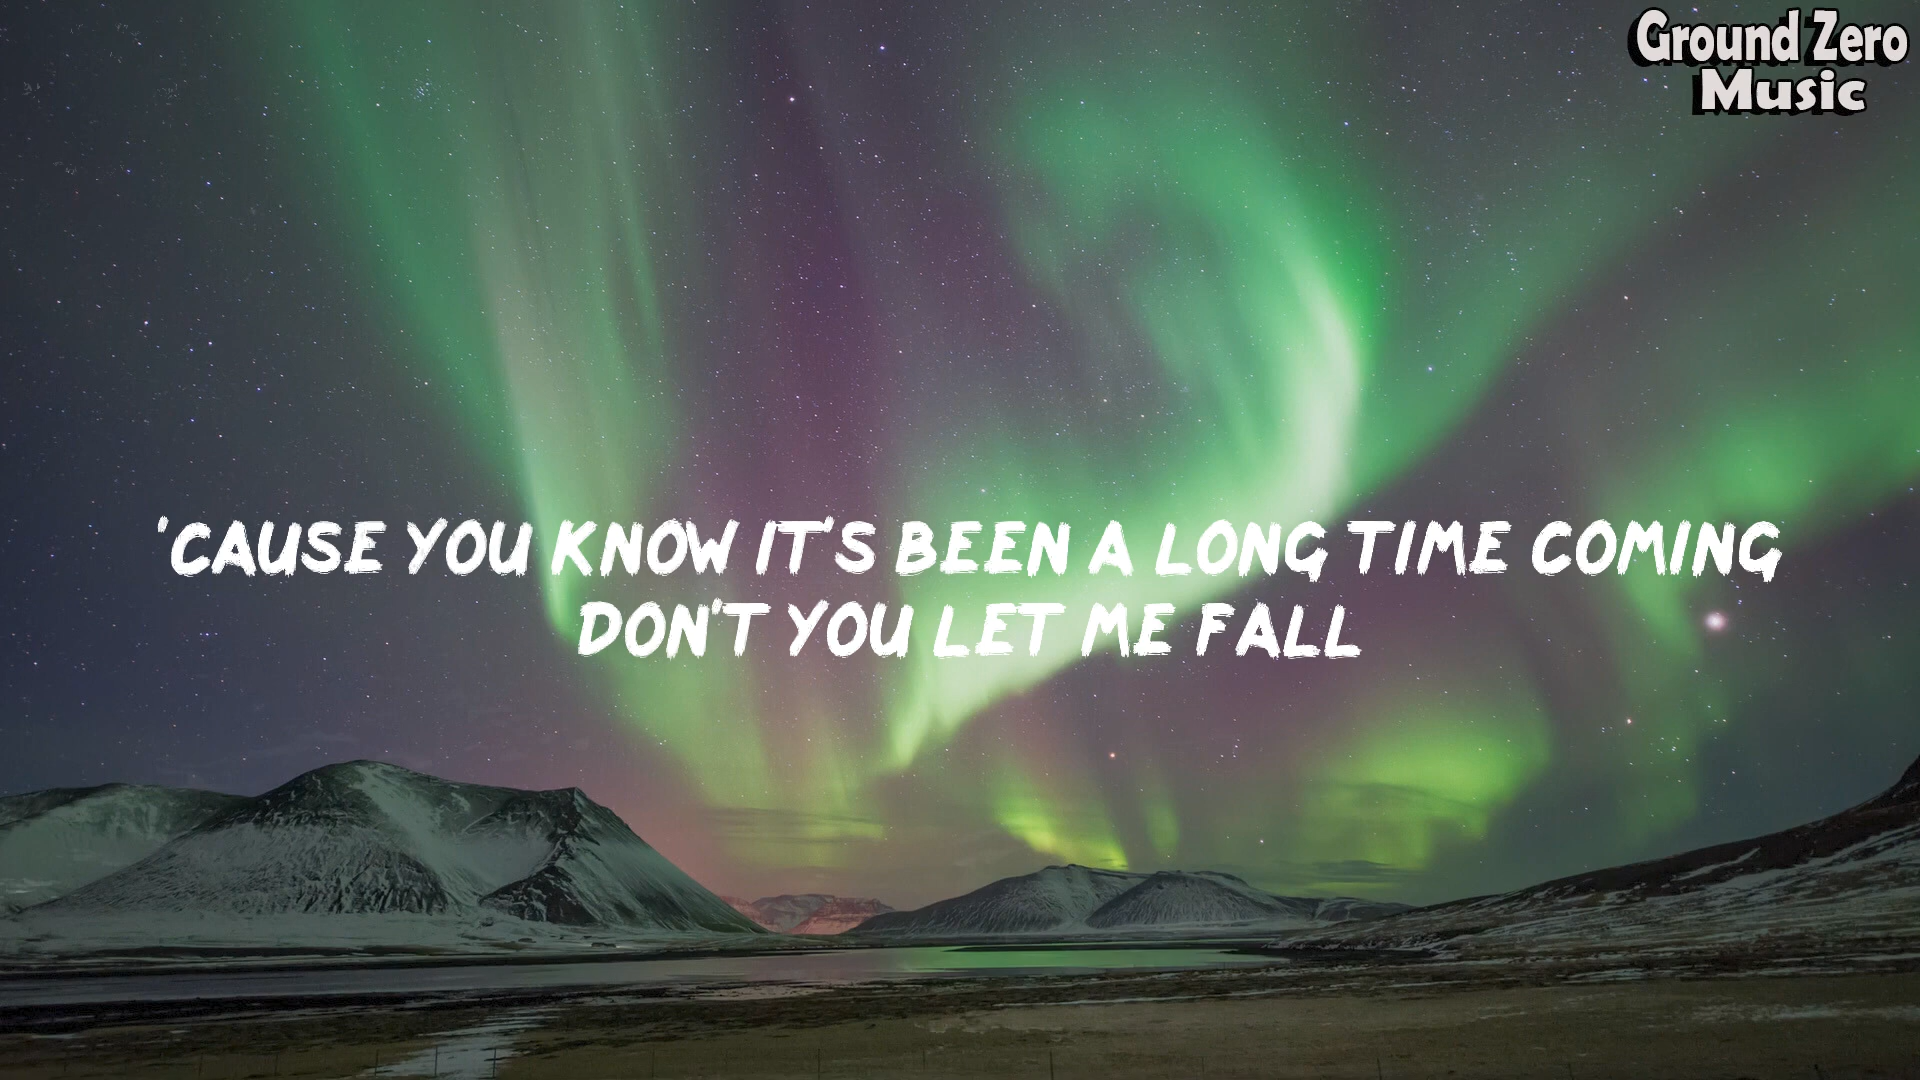 Ground Zero
Music
'CAUSE YOU KNOW IT'S BEEN A LONG TIME COMING
DON'T YOU LET ME FALL